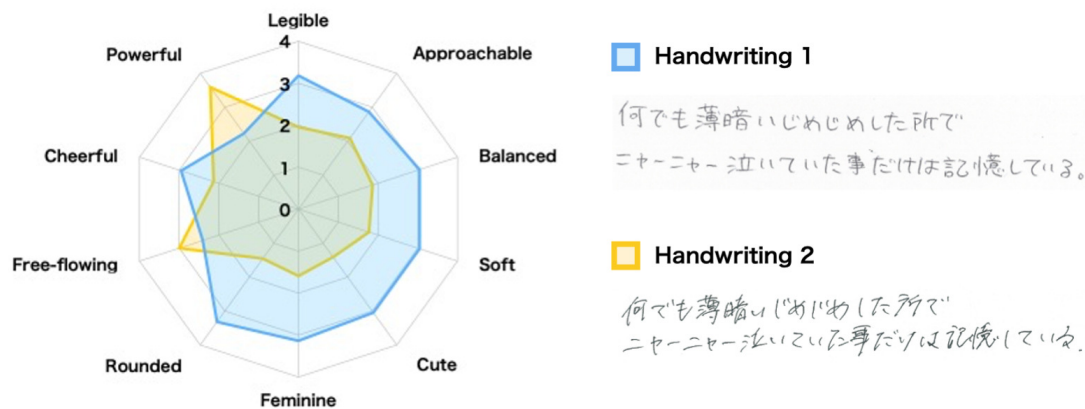 Legible
Approachable
Balanced
Soft
Cute
Feminine
Rounded
Free-flowing
Cheerful
Powerful
4
3
2
1
0
Handwriting 1
何でも薄暗いじめじめした所で
ニャーニャー泣いていた事だけは記憶している。
Handwriting 2
何でも薄暗いじめじめした所で
ニャーニャー泣いていた事だけは記憶している.